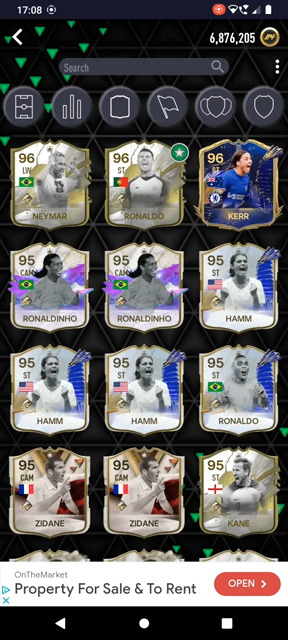 17:08
6,876,205
Search
96 96 96
LW ST ST
NEYMAR RONALDO KERR
95 95 95
CAM CAM ST
RONALDINHO RONALDINHO HAMM
95 95 95
ST ST ST
HAMM HAMM RONALDO
95 95 95
CAM CAM ST
ZIDANE ZIDANE KANE
OnTheMarket
Property For Sale & To Rent
OPEN